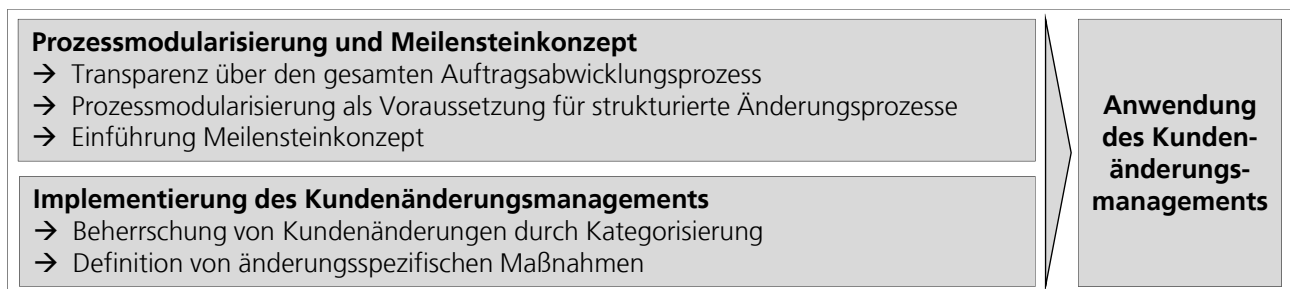 Prozessmodularisierung und Meilensteinkonzept
→ Transparenz über den gesamten Auftragsabwicklungsprozess
→ Prozessmodularisierung als Voraussetzung für strukturierte Änderungsprozesse
→ Einführung Meilensteinkonzept
Implementierung des Kundenänderungsmanagements
→ Beherrschung von Kundenänderungen durch Kategorisierung
→ Definition von änderungsspezifischen Maßnahmen
Anwendung
des Kunden-
änderungs-
managements